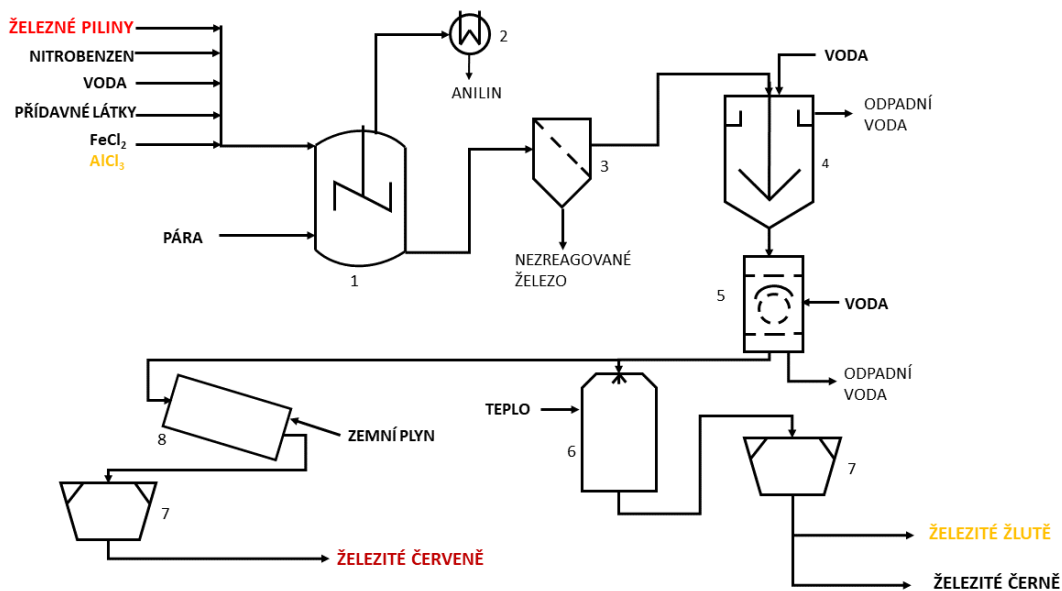 ŽELEZNÉ PILINY
NITROBENZEN
VODA
PŘÍDAVNÉ LÁTKY
FeCl₂
AlCl₃
PÁRA
1
2
ANILIN
3
NEZREAGOVANÉ
ŽELEZO
VODA
ODPADNÍ
VODA
4
5
VODA
ODPADNÍ
VODA
TEPLO
6
7
ZEMNÍ PLYN
8
7
ŽELEZITÉ ČERVENĚ
ŽELEZITÉ ŽLUTĚ
ŽELEZITÉ ČERNĚ